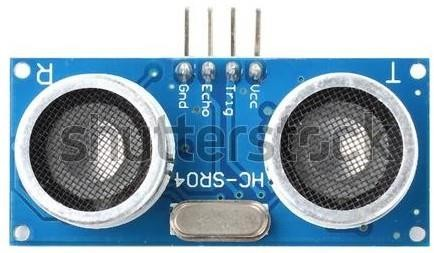 R
T
Gnd
Echo
Trig
Vcc
HC-SR04
shutterstock